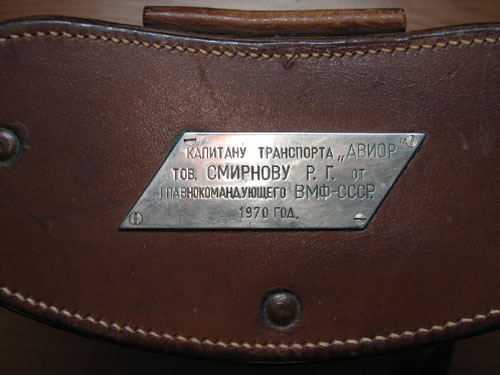 КАПИТАНУ ТРАНСПОРТА „АВИОР"
ТОВ. СМИРНОВУ Р. Г. ОТ
ГЛАВНОКОМАНДУЮЩЕГО ВМФ-СССР.
1970 ГОД.